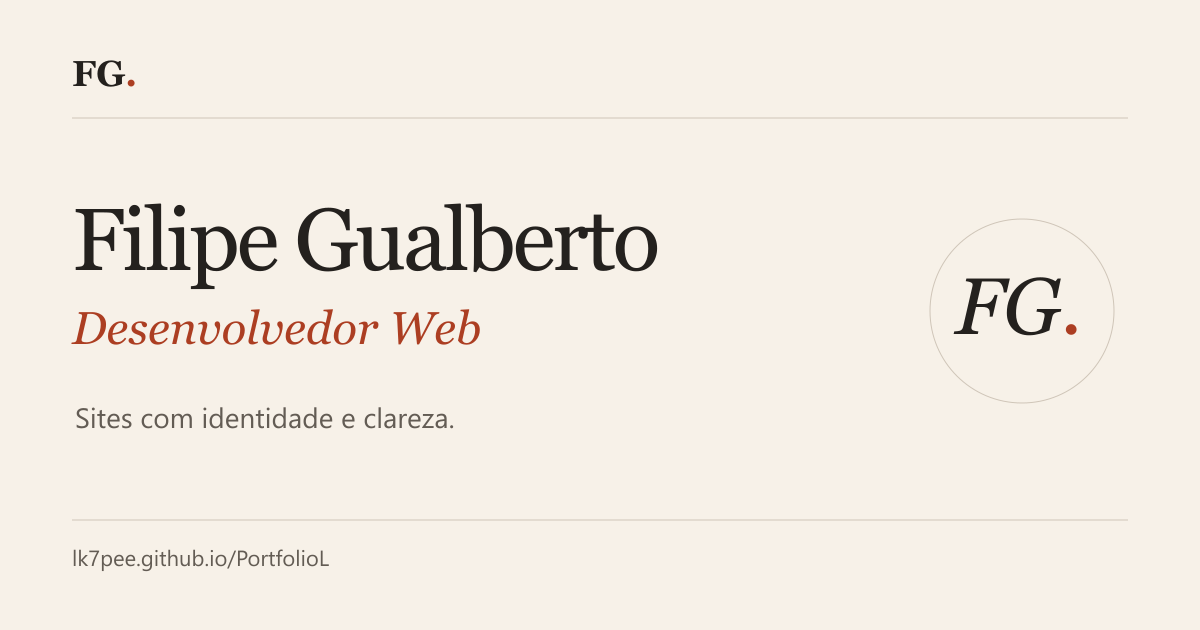 FG.
Filipe Gualberto
Desenvolvedor Web
FG.
Sites com identidade e clareza.
lk7pee.github.io/PortfolioL